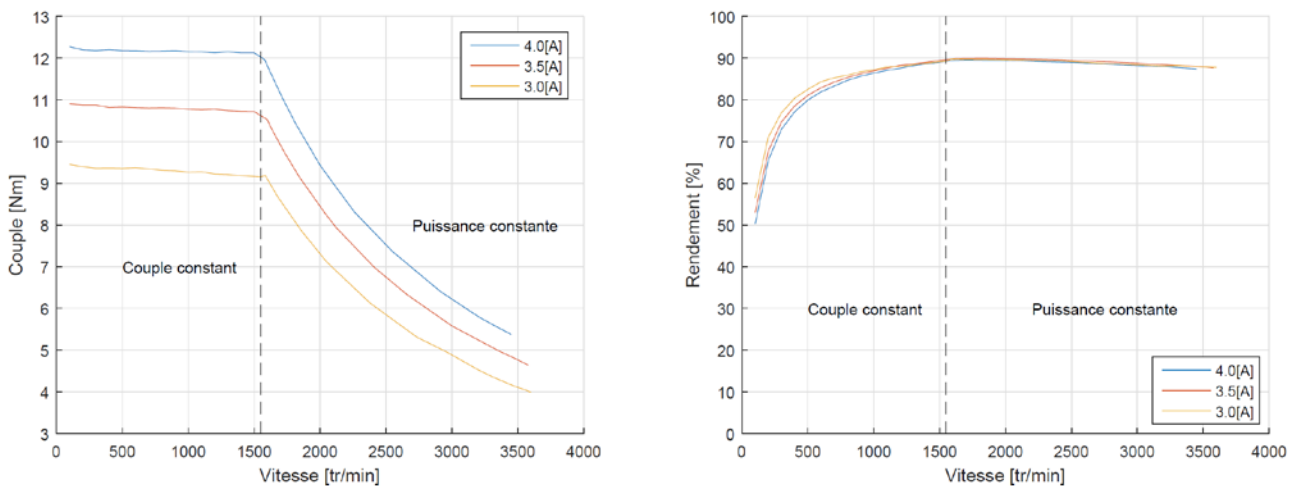 13
12
11
10
9
8
7
6
5
4
3
Couple [Nm]
4.0[A]
3.5[A]
3.0[A]
Puissance constante
Couple constant
0 500 1000 1500 2000 2500 3000 3500 4000
Vitesse [tr/min]
100
90
80
70
60
50
40
30
20
10
0
Rendement [%]
Couple constant
Puissance constante
4.0[A]
3.5[A]
3.0[A]
0 500 1000 1500 2000 2500 3000 3500 4000
Vitesse [tr/min]